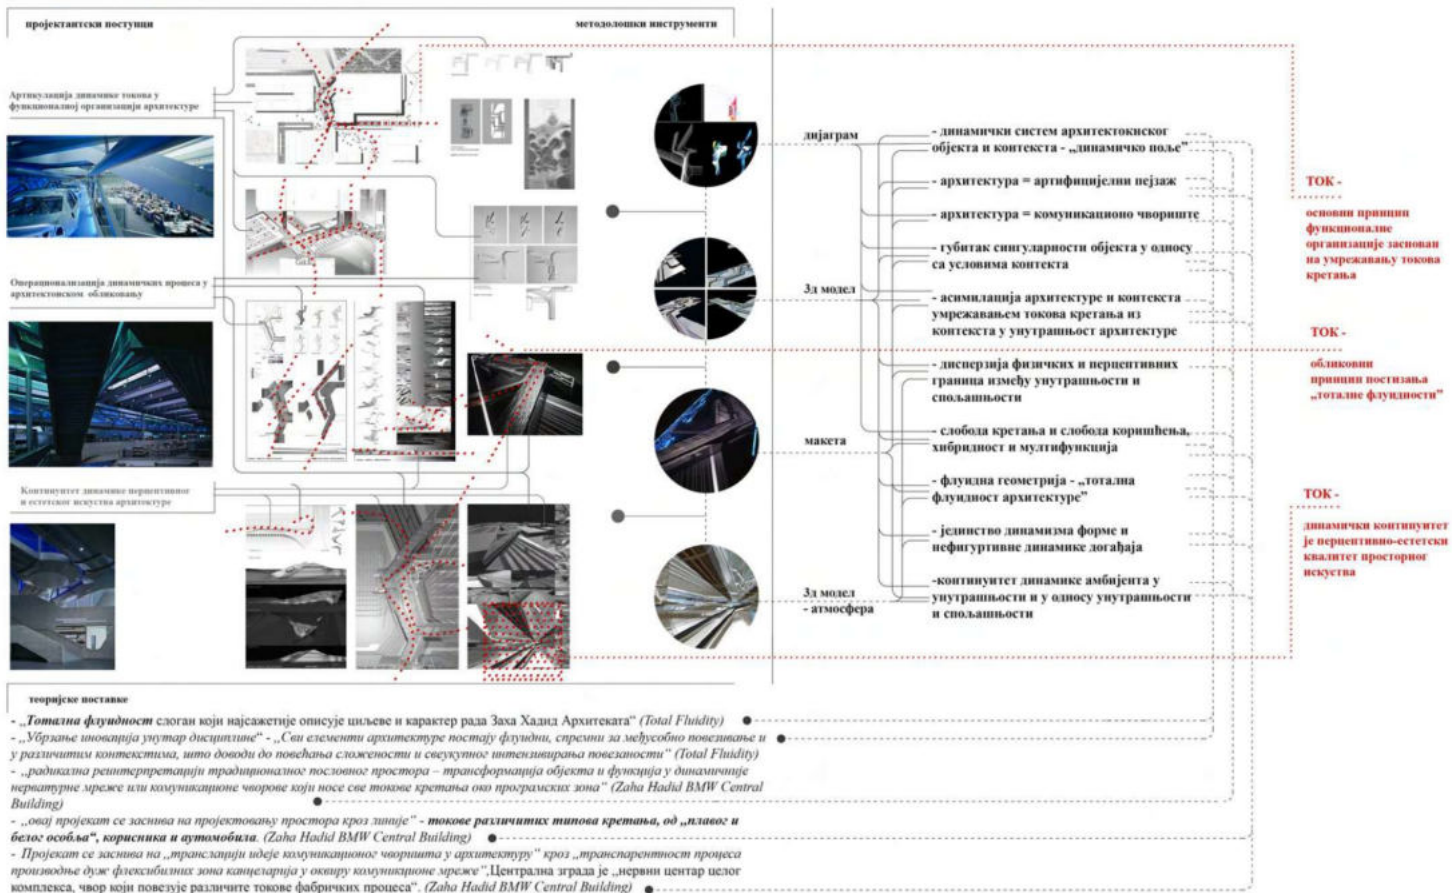 пројектантски поступци
методолошки инструменти
Артикулација динамике токова у
функционалној организацији архитектуре
Операционализација динамичких процеса у
архитектонском обликовању
Континуитет динамике перцептивног
и естетског искуства архитектуре
дијаграм
3д модел
макета
3д модел
- атмосфера
- динамички систем архитектокнског
објекта и контекста - „динамичко поље”
- архитектура = артифицијелни пејзаж
- архитектура = комуникационо чвориште
- губитак сингуларности објекта у односу
са условима контекста
- асимилација архитектуре и контекста
умрежавањем токова кретања из
контекста у унутрашњост архитектуре
- дисперзија физичких и перцептивних
граница између унутрашњости и
спољашњости
- слобода кретања и слобода коришћења,
хибридност и мултифункција
- флуидна геометрија - „тотална
флуидност архитектуре”
- јединство динамизма форме и
нефигуртивне динамике догађаја
-континуитет динамике амбијента у
унутрашњости и у односу унутрашњости
и спољашњости
ТОК -
основни принцип
функционалне
организације заснован
на умрежавању токова
кретања
ТОК -
обликовни
принцип постизања
„тоталне флуидности”
ТОК -
динамички континуитет
је перцептивно-естетски
квалитет просторног
искуства
теоријске поставке
- „Тотална флуидност слоган који најсажетије описује циљеве и карактер рада Заха Хадид Архитеката“ (Total Fluidity)
- „Убрзање иновација унутар дисциплине“ - „Сви елементи архитектуре постају флуидни, спремни за међусобно повезивање и
у различитим контекстима, што доводи до повећања сложености и свеукупног интензивирања повезаности“ (Total Fluidity)
- „радикална реинтерпретацији традиционалног пословног простора – трансформација објекта и функција у динамичније
нерватурне мреже или комуникационе чворове који носе све токове кретања око програмских зона“ (Zaha Hadid BMW Central
Building)
- „овај пројекат се заснива на пројектовању простора кроз линије“ - токове различитих типова кретања, од „плавог и
белог особља“, корисника и аутомобила. (Zaha Hadid BMW Central Building)
- Пројекат се заснива на „транслацији идеје комуникационог чворишта у архитектуру“ кроз „транспарентност процеса
производње дуж флексибилних зона канцеларија у оквиру комуникационе мреже“.Централна зграда је „нервни центар целог
комплекса, чвор који повезује различите токове фабричких процеса“. (Zaha Hadid BMW Central Building)